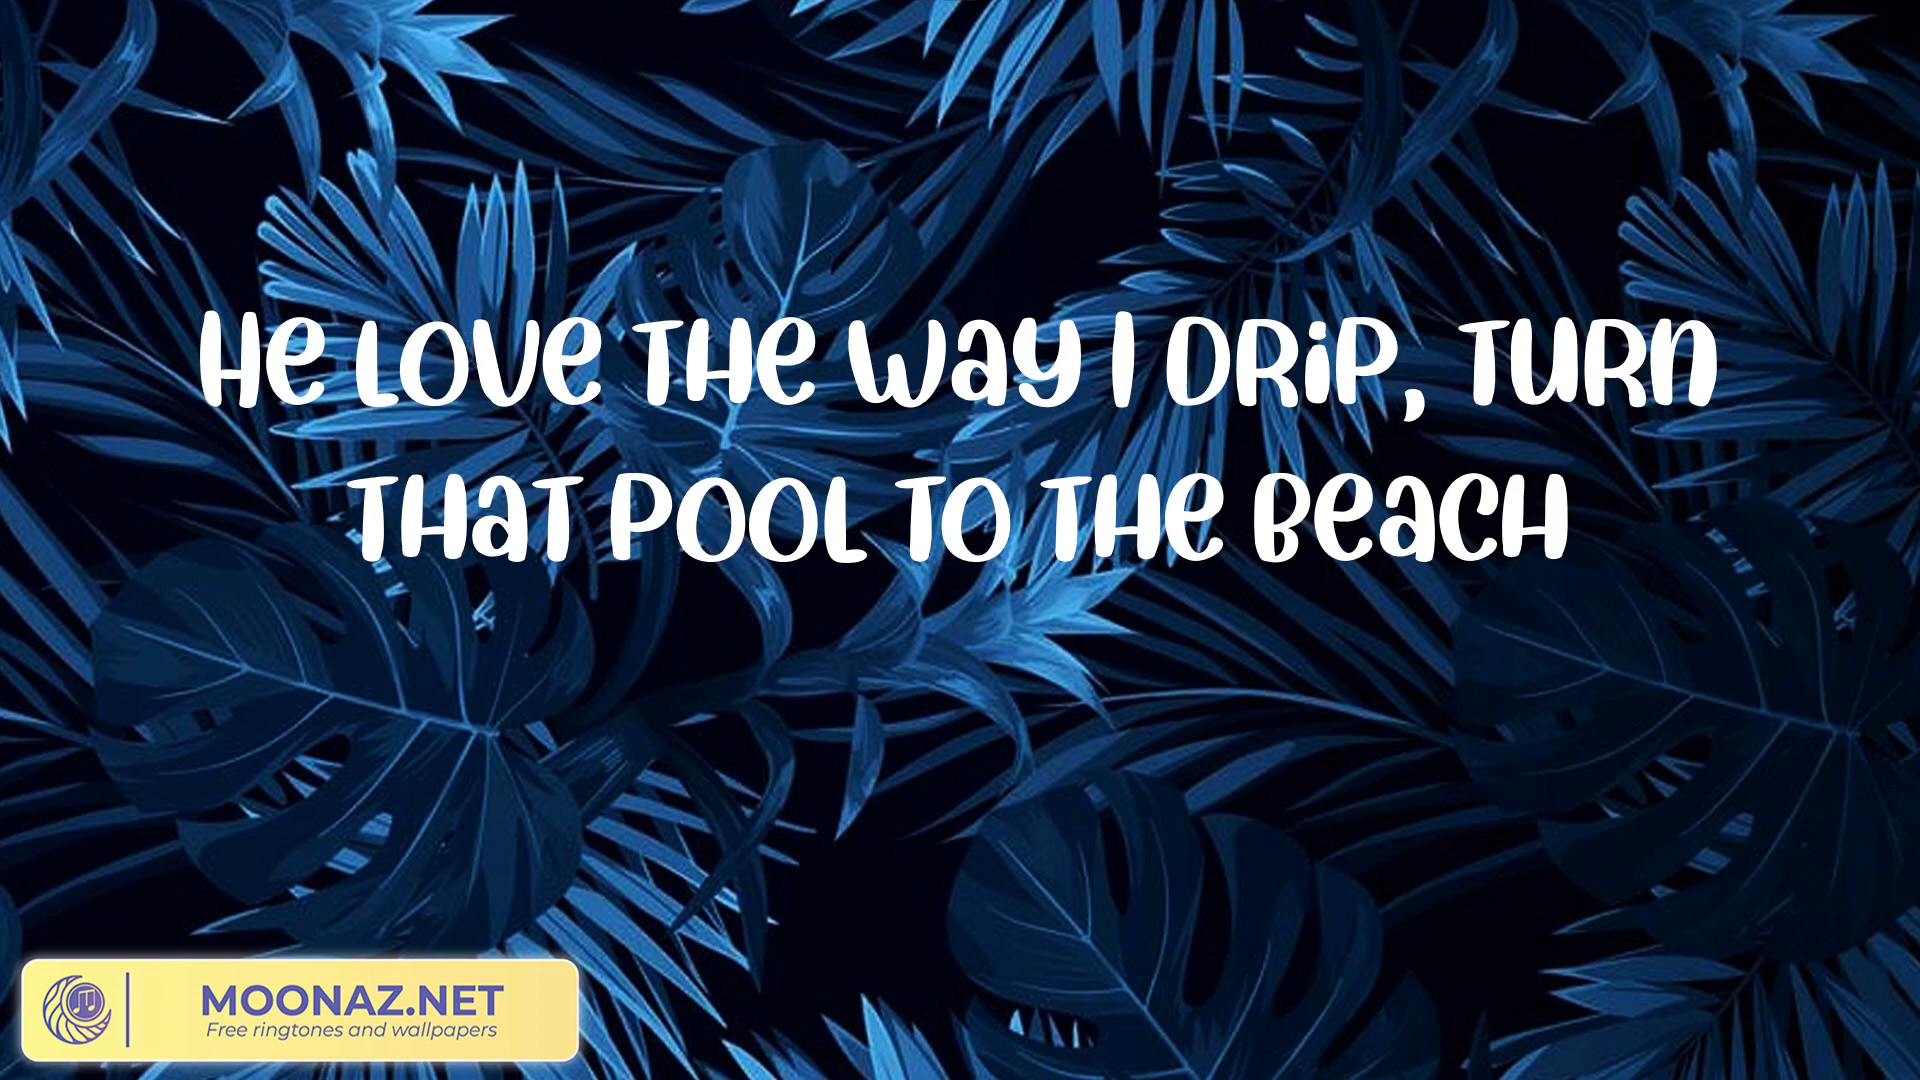 He love the way I drip, turn
that pool to the beach
MOONAZ.NET
Free ringtones and wallpapers